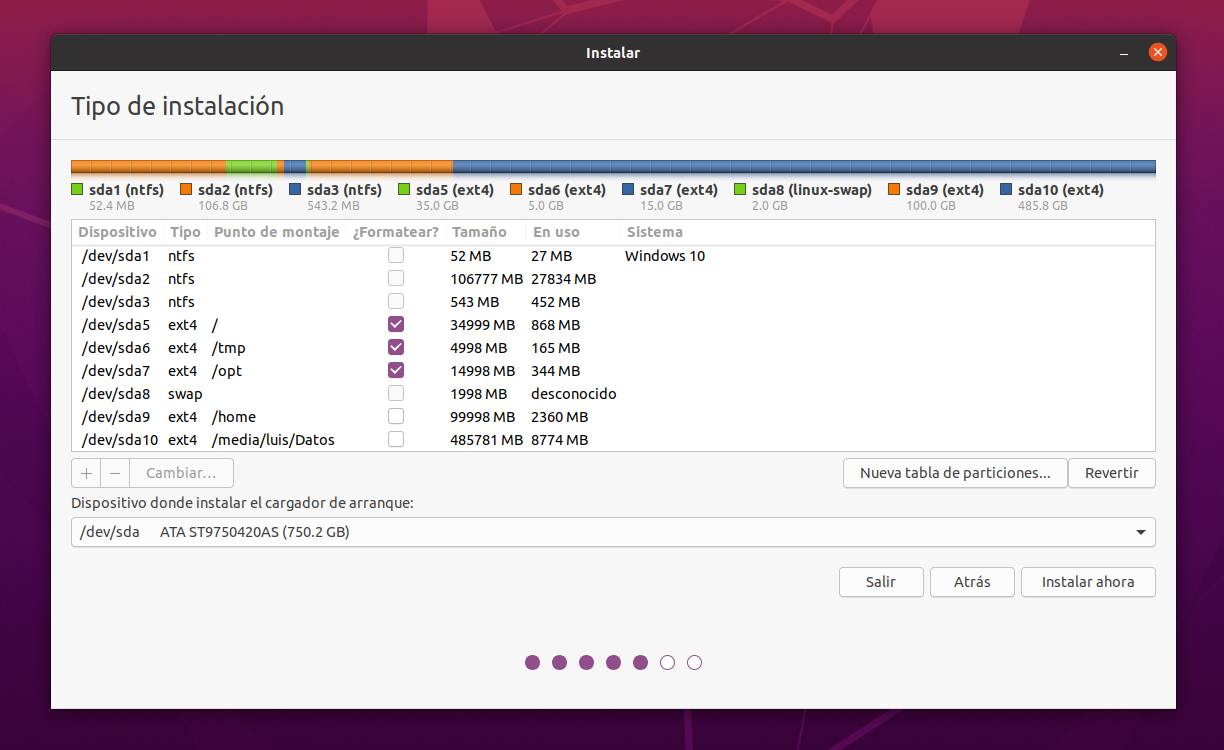 Instalar
Tipo de instalación
sda1 (ntfs) sda2 (ntfs) sda3 (ntfs) sda5 (ext4) sda6 (ext4) sda7 (ext4) sda8 (linux-swap) sda9 (ext4) sda10 (ext4)
52.4 MB 106.8 GB 543.2 MB 35.0 GB 5.0 GB 15.0 GB 2.0 GB 100.0 GB 485.8 GB
Dispositivo Tipo Punto de montaje ¿Formatear? Tamaño En uso Sistema
/dev/sda1 ntfs 52 MB 27 MB Windows 10
/dev/sda2 ntfs 106777 MB 27834 MB
/dev/sda3 ntfs 543 MB 452 MB
/dev/sda5 ext4 / 34999 MB 868 MB
/dev/sda6 ext4 /tmp 4998 MB 165 MB
/dev/sda7 ext4 /opt 14998 MB 344 MB
/dev/sda8 swap 1998 MB desconocido
/dev/sda9 ext4 /home 99998 MB 2360 MB
/dev/sda10 ext4 /media/luis/Datos 485781 MB 8774 MB
+ − Cambiar... Nueva tabla de particiones... Revertir
Dispositivo donde instalar el cargador de arranque:
/dev/sda ATA ST9750420AS (750.2 GB)
Salir Atrás Instalar ahora